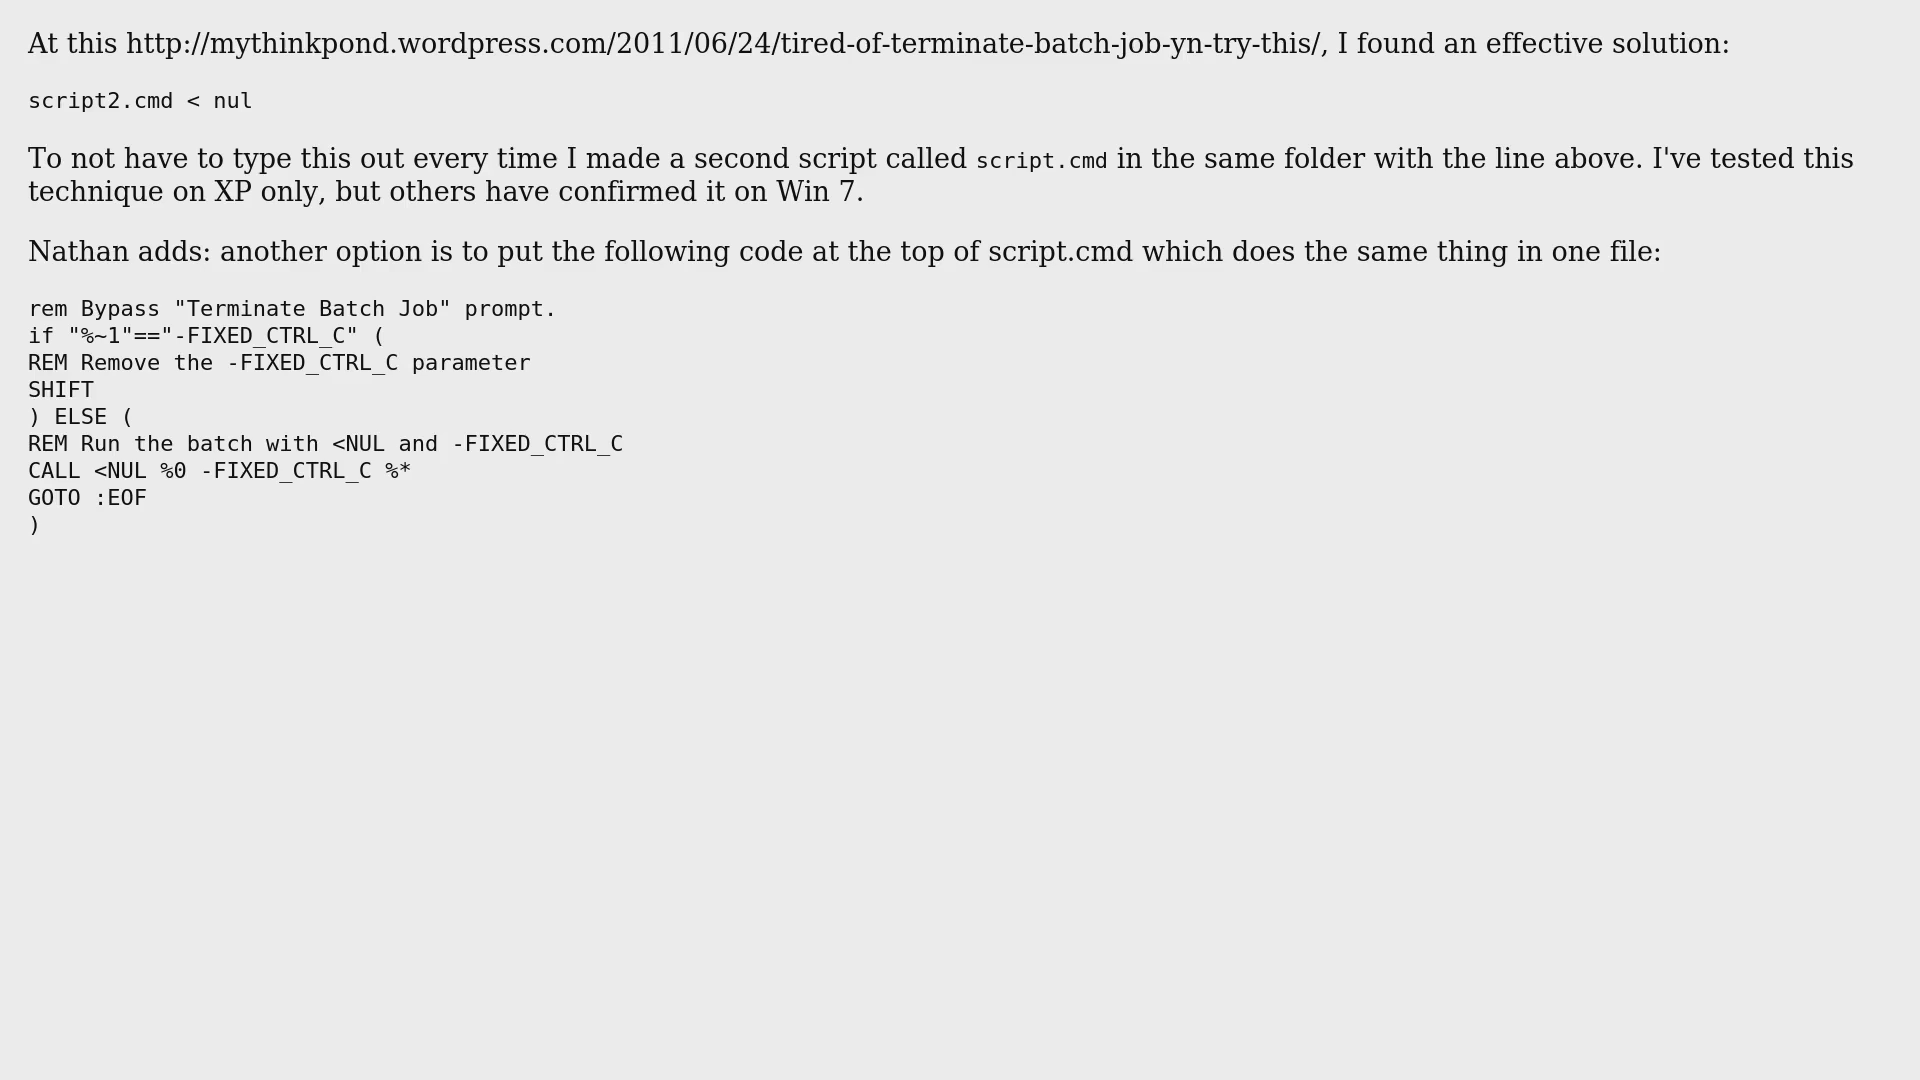 At this http://mythinkpond.wordpress.com/2011/06/24/tired-of-terminate-batch-job-yn-try-this/, I found an effective solution:
script2.cmd < nul
To not have to type this out every time I made a second script called script.cmd in the same folder with the line above. I've tested this
technique on XP only, but others have confirmed it on Win 7.
Nathan adds: another option is to put the following code at the top of script.cmd which does the same thing in one file:
rem Bypass "Terminate Batch Job" prompt.
if "%~1"=="-FIXED_CTRL_C" (
REM Remove the -FIXED_CTRL_C parameter
SHIFT
) ELSE (
REM Run the batch with <NUL and -FIXED_CTRL_C
CALL <NUL %0 -FIXED_CTRL_C %*
GOTO :EOF
)